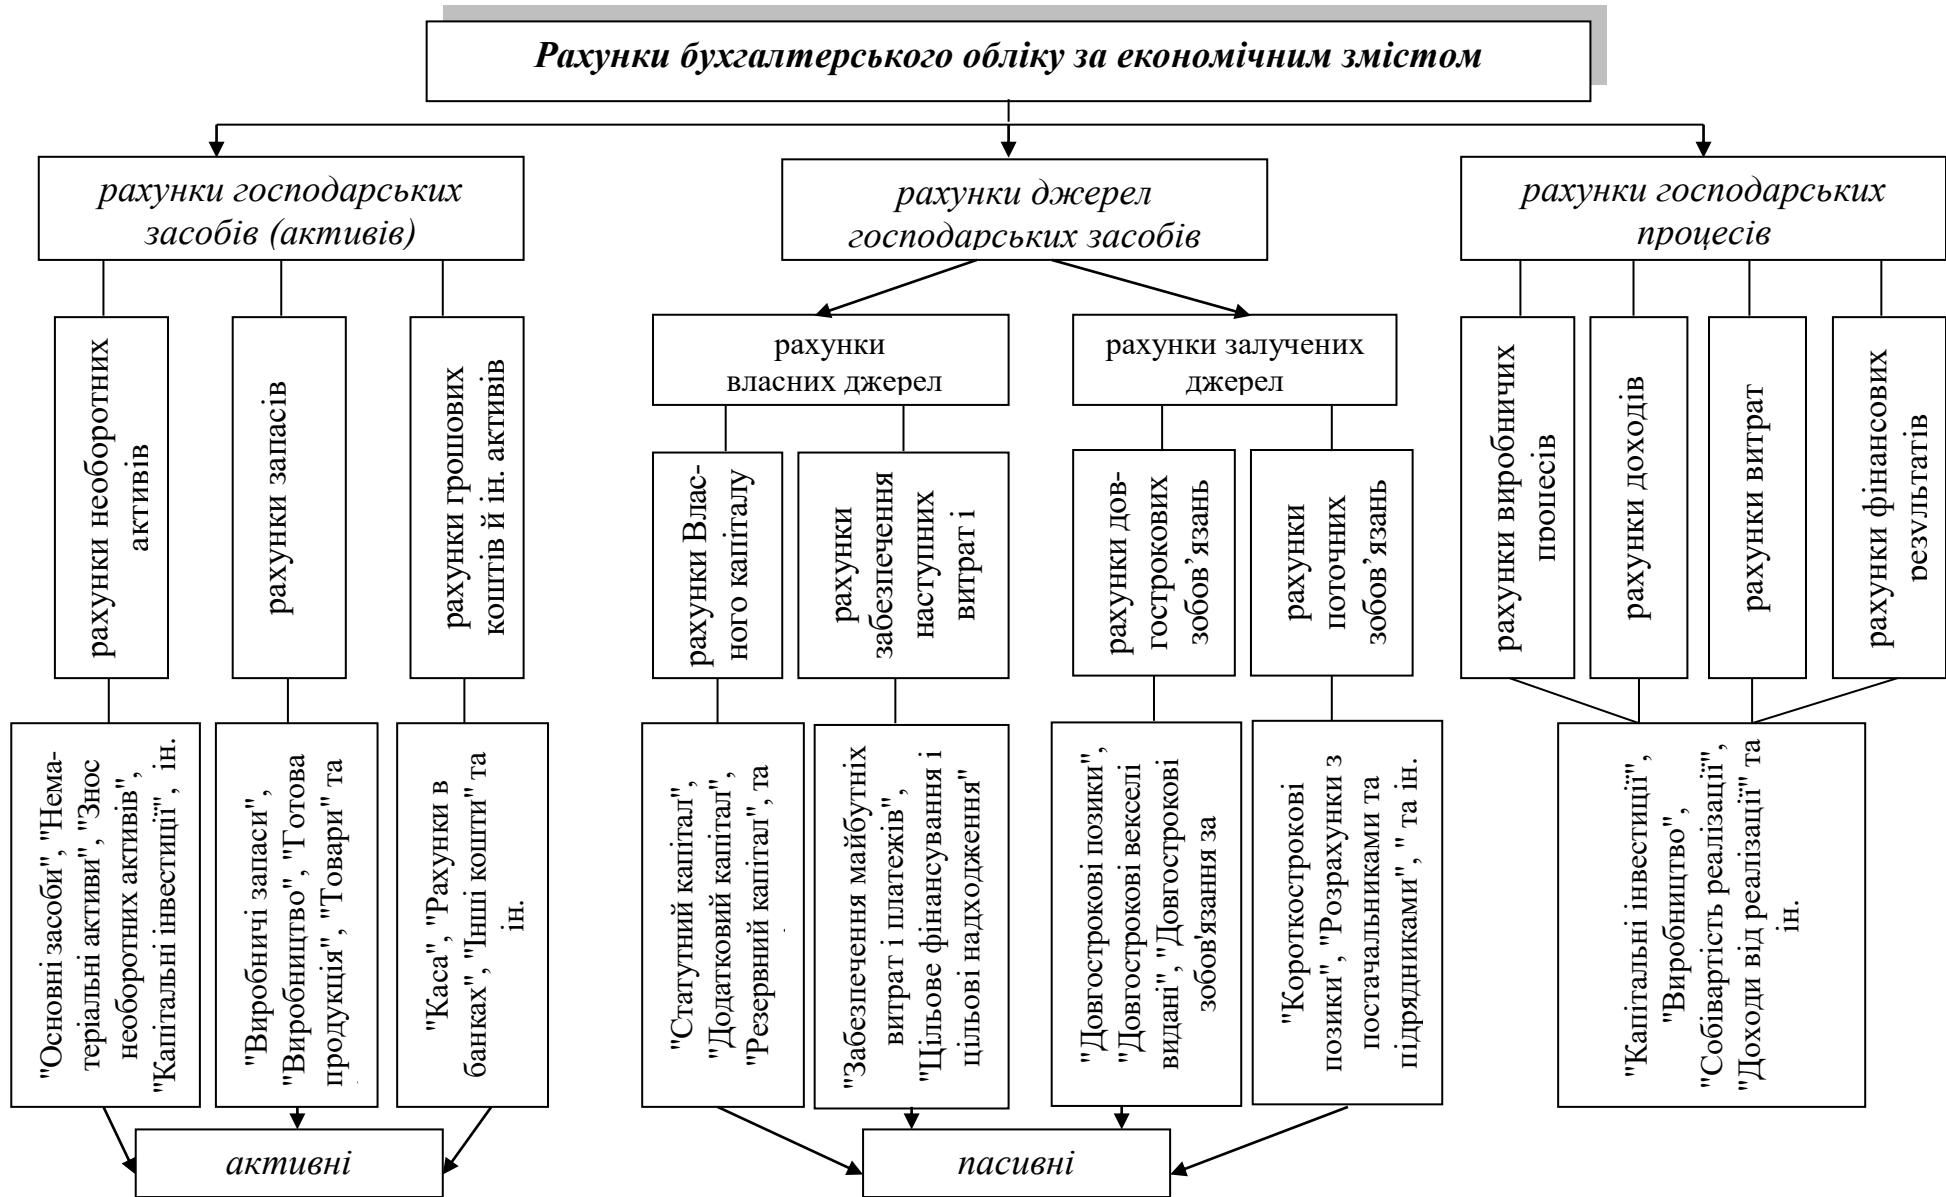 Рахунки бухгалтерського обліку за економічним змістом
рахунки господарських
засобів (активів)
рахунки джерел
господарських засобів
рахунки господарських
процесів
рахунки
власних джерел
рахунки залучених
джерел
рахунки необоротних
активів
рахунки запасів
рахунки грошових
коштів й ін. активів
рахунки Влас-
ного капіталу
рахунки
забезпечення
наступних
витрат і
рахунки дов-
гострокових
зобов’язань
рахунки
поточних
зобов’язань
рахунки виробничих
процесів
рахунки доходів
рахунки витрат
рахунки фінансових
результатів
"Основні засоби","Нема-
теріальні активи", "Знос
необоротних активів",
"Капітальні інвестиції", ін.
"Виробничі запаси",
"Виробництво", "Готова
продукція", "Товари" та
"Каса", "Рахунки в
банках","Інші кошти"та
ін.
"Статутний капітал",
"Додатковий капітал",
"Резервний капітал", та
"Забезпечення майбутніх
витрат і платежів",
"Цільове фінансування і
цільові надходження"
"Довгострокові позики",
"Довгострокові векселі
видані","Довгострокові
зобов'язання за
"Короткострокові
позики", "Розрахунки з
постачальниками та
підрядниками", " та ін.
"Капітальні інвестиції",
"Виробництво",
"Собівартість реалізації",
"Доходи від реалізації" та
ін.
активні
пасивні